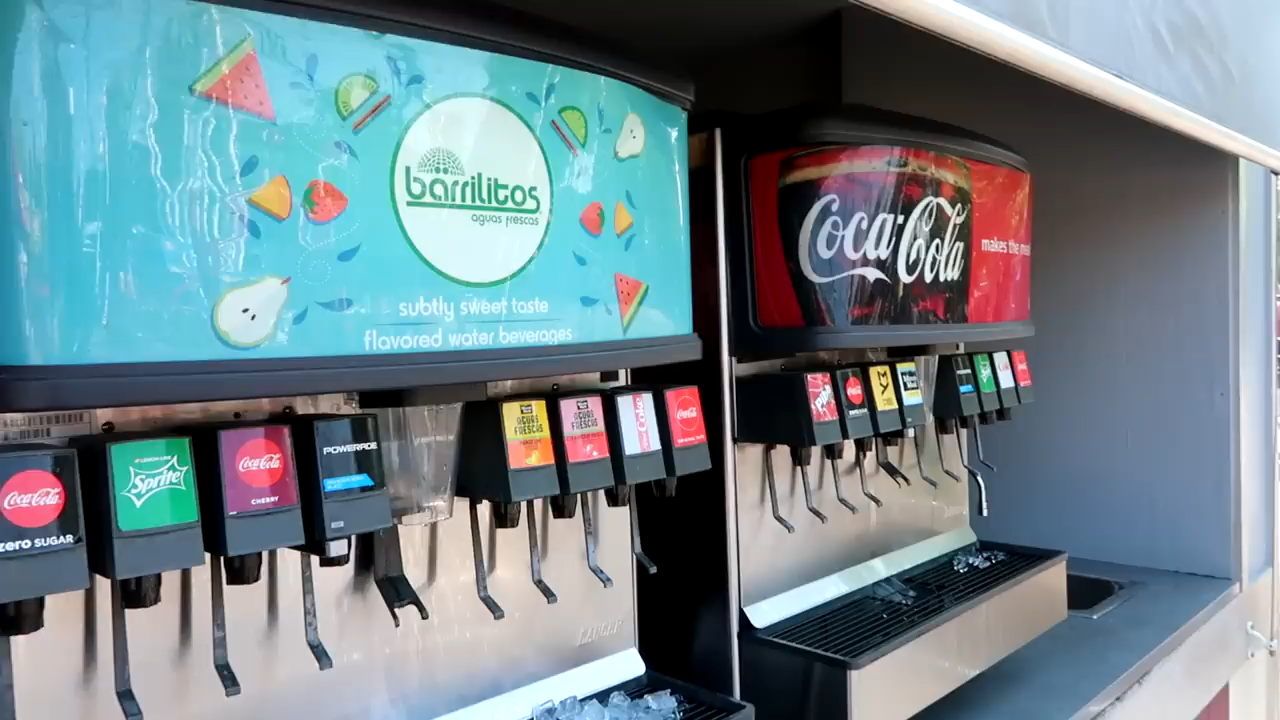 barrilitos
aguas frescas
subtly sweet taste
flavored water beverages
Coca-Cola
makes the
Coca-Cola
zero SUGAR
Sprite
Coca-Cola
CHERRY
POWERADE
AGUAS
FRESCAS
AGUAS
FRESCAS
Coke
Coca-Cola
LANCER